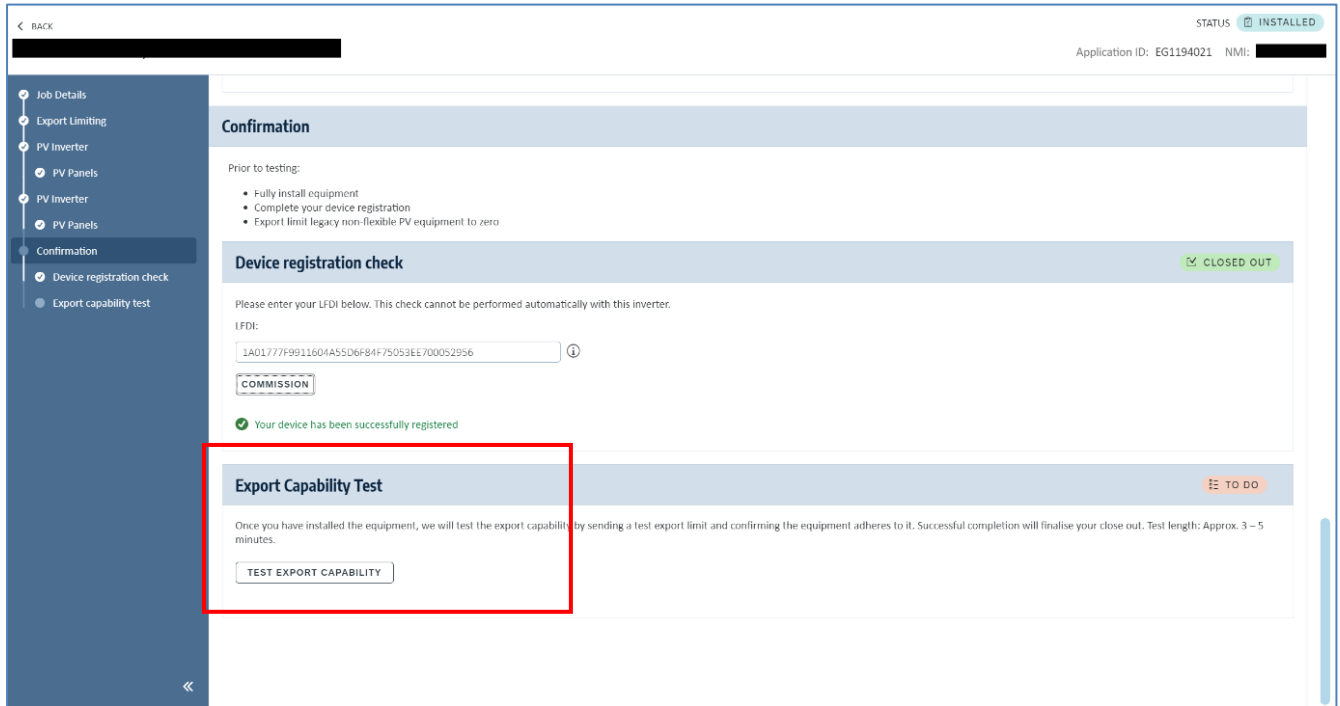 BACK
STATUS INSTALLED
Application ID: EG1194021 NMI:
Job Details
Export Limiting
PV Inverter
PV Panels
PV Inverter
PV Panels
Confirmation
Device registration check
Export capability test
Confirmation
Prior to testing:
• Fully install equipment
• Complete your device registration
• Export limit legacy non-flexible PV equipment to zero
Device registration check
CLOSED OUT
Please enter your LFDI below. This check cannot be performed automatically with this inverter.
LFDI:
1A01777F9911604A55D6F84F75053EE700052956
COMMISSION
Your device has been successfully registered
Export Capability Test
TO DO
Once you have installed the equipment, we will test the export capability by sending a test export limit and confirming the equipment adheres to it. Successful completion will finalise your close out. Test length: Approx. 3 – 5
minutes.
TEST EXPORT CAPABILITY